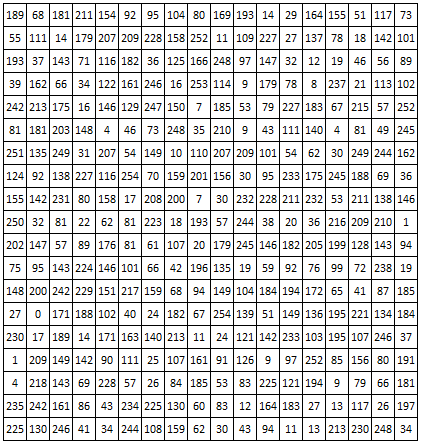 189 68 181 211 154 92 95 104 80 169 193 14 29 164 155 51 117 73
55 111 14 179 207 209 228 158 252 11 109 227 27 137 78 18 142 101
193 37 143 71 116 182 36 125 166 248 97 147 32 12 19 46 56 89
39 162 66 34 122 161 246 16 253 114 9 179 78 8 237 21 113 102
242 213 175 16 146 129 247 150 7 185 53 79 227 183 67 215 57 252
81 181 203 148 4 46 73 248 35 210 9 43 111 140 4 81 49 245
251 135 249 31 207 54 149 10 110 207 209 101 54 62 30 249 244 162
124 92 138 227 116 254 70 159 201 156 30 95 233 175 245 188 69 36
155 142 231 80 158 17 208 200 7 30 232 228 211 232 53 211 138 146
250 32 81 22 62 81 223 18 193 57 244 38 20 36 216 209 210 1
202 147 57 89 176 81 61 107 20 179 245 146 182 205 199 128 143 94
75 95 143 224 146 101 66 42 196 135 19 59 92 76 99 72 238 19
148 200 242 229 151 217 159 68 94 149 104 184 194 172 65 41 87 185
27 0 171 188 102 40 24 182 67 254 139 51 149 136 195 221 134 184
230 17 189 14 171 163 140 213 11 24 121 142 233 103 195 107 246 37
1 209 149 142 90 111 25 107 161 91 126 9 97 252 85 156 80 191
4 218 143 69 228 57 26 84 185 53 83 225 121 194 9 79 66 181
235 242 161 86 43 234 225 130 60 83 12 164 183 27 13 117 26 197
225 130 246 41 34 244 108 159 62 30 43 94 11 13 213 230 248 34